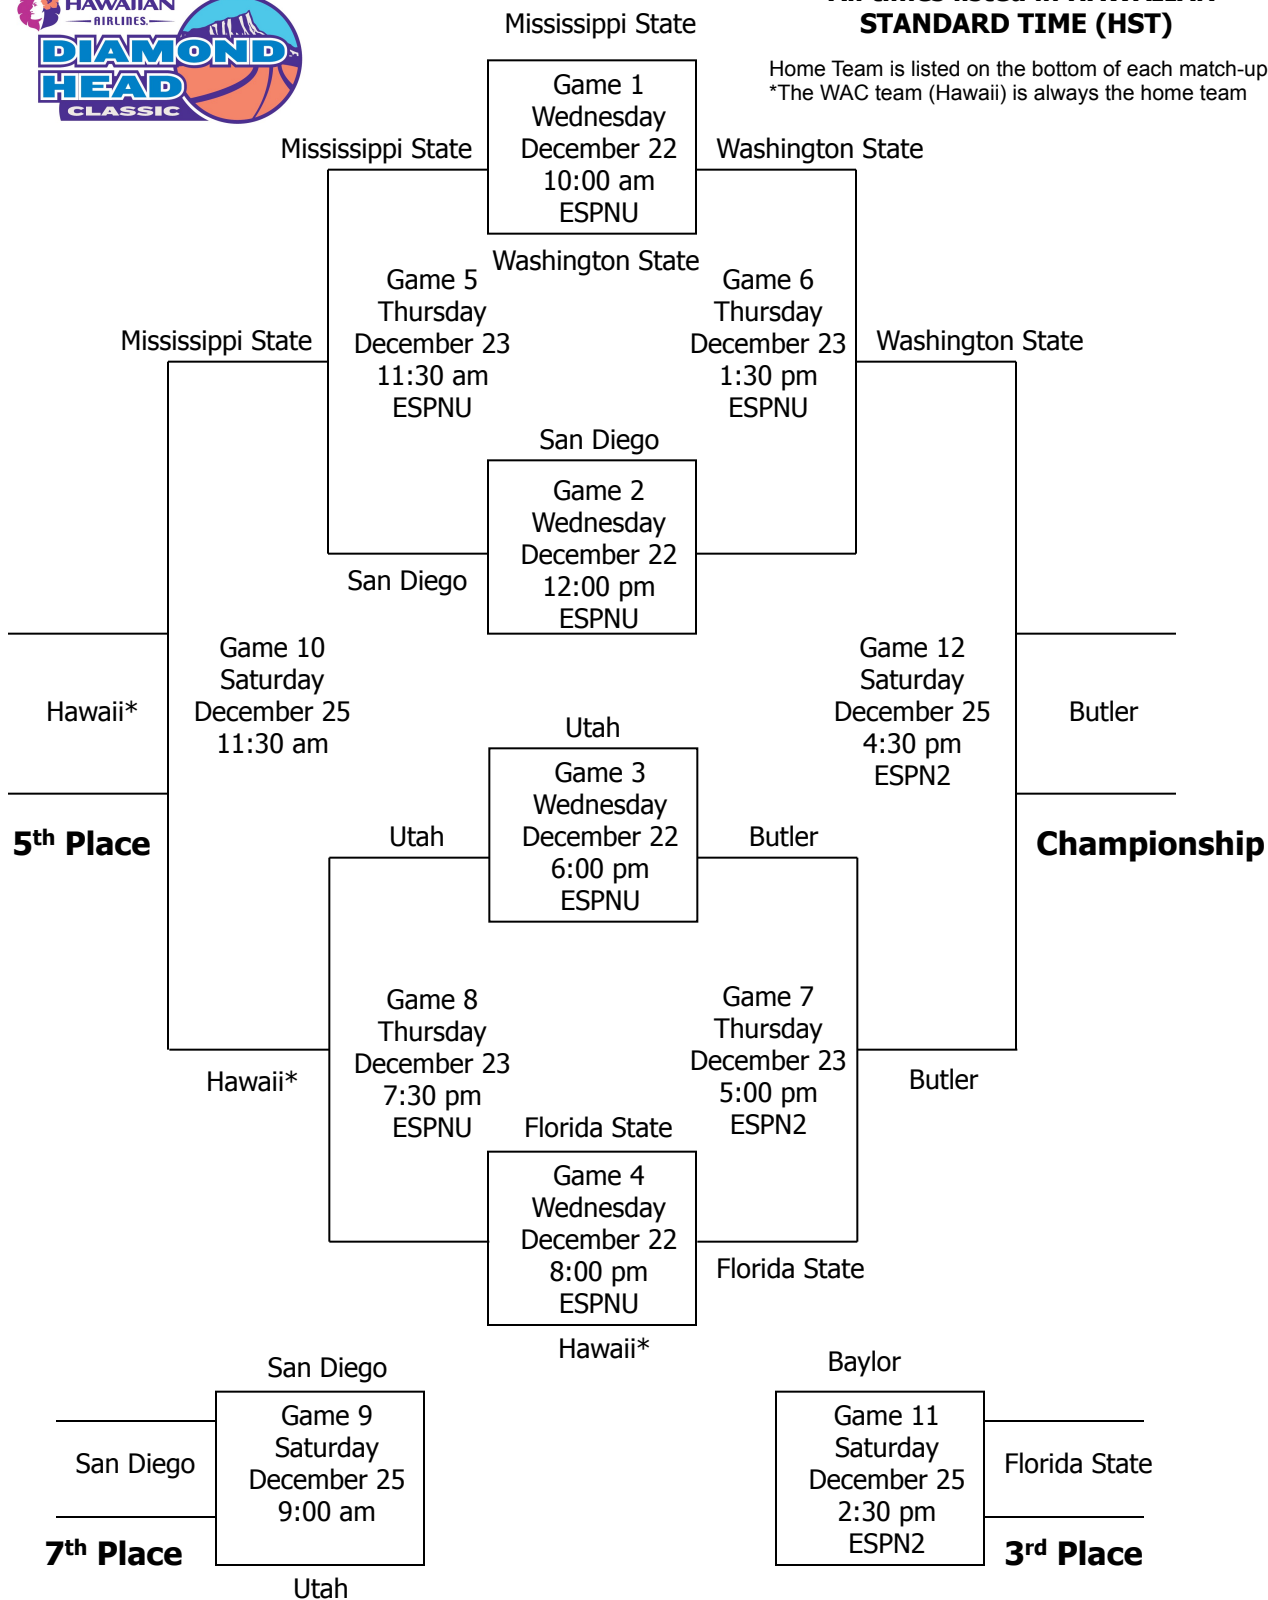 HAWAIIAN
AIRLINES
DIAMOND
HEAD
CLASSIC
STANDARD TIME (HST)
Home Team is listed on the bottom of each match-up
*The WAC team (Hawaii) is always the home team
Mississippi State
Game 1
Wednesday
December 22
10:00 am
ESPNU
Washington State
Mississippi State
Washington State
Game 5
Thursday
December 23
11:30 am
ESPNU
Game 6
Thursday
December 23
1:30 pm
ESPNU
Mississippi State
Washington State
San Diego
Game 2
Wednesday
December 22
12:00 pm
ESPNU
San Diego
Game 10
Saturday
December 25
11:30 am
Hawaii*
5th Place
Game 12
Saturday
December 25
4:30 pm
ESPN2
Butler
Championship
Utah
Game 3
Wednesday
December 22
6:00 pm
ESPNU
Utah
Butler
Game 8
Thursday
December 23
7:30 pm
ESPNU
Game 7
Thursday
December 23
5:00 pm
ESPN2
Hawaii*
Butler
Florida State
Game 4
Wednesday
December 22
8:00 pm
ESPNU
Hawaii*
Florida State
San Diego
Game 9
Saturday
December 25
9:00 am
Utah
San Diego
7th Place
Baylor
Game 11
Saturday
December 25
2:30 pm
ESPN2
Florida State
3rd Place